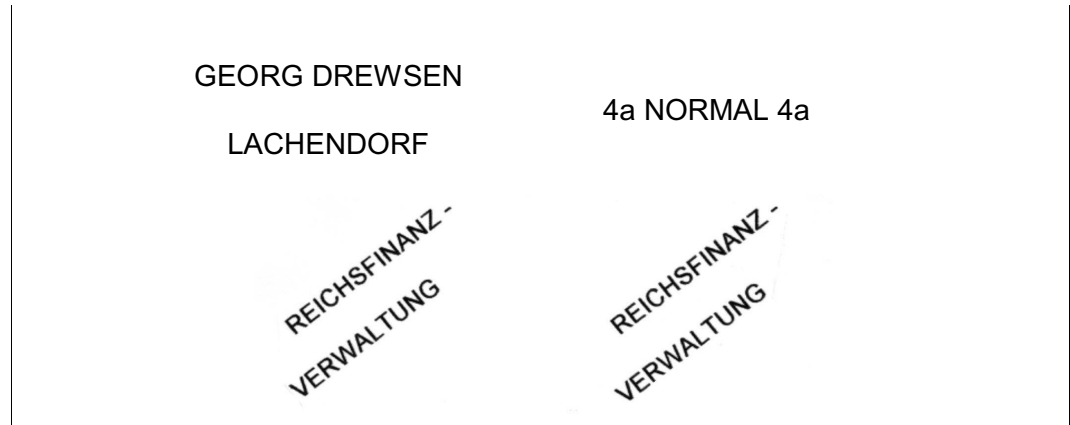 GEORG DREWSEN
LACHENDORF
4a NORMAL 4a
REICHSFINANZ -
VERWALTUNG
REICHSFINANZ -
VERWALTUNG